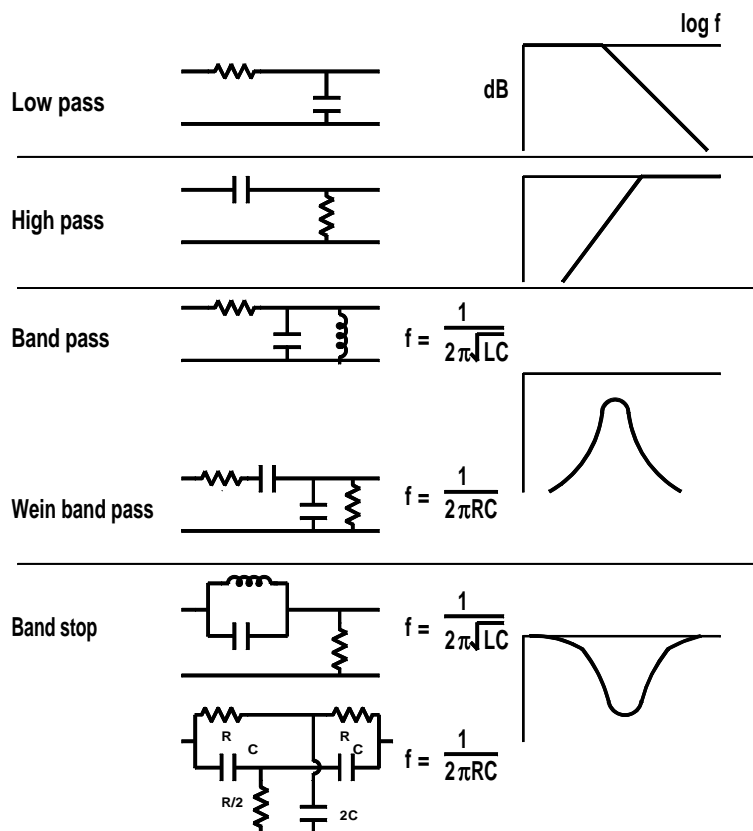 log f
dB
Low pass
High pass
Band pass
f = 1 / 2π√LC
Wein band pass
f = 1 / 2πRC
Band stop
f = 1 / 2π√LC
R
R
C
C
f = 1 / 2πRC
R/2
2C